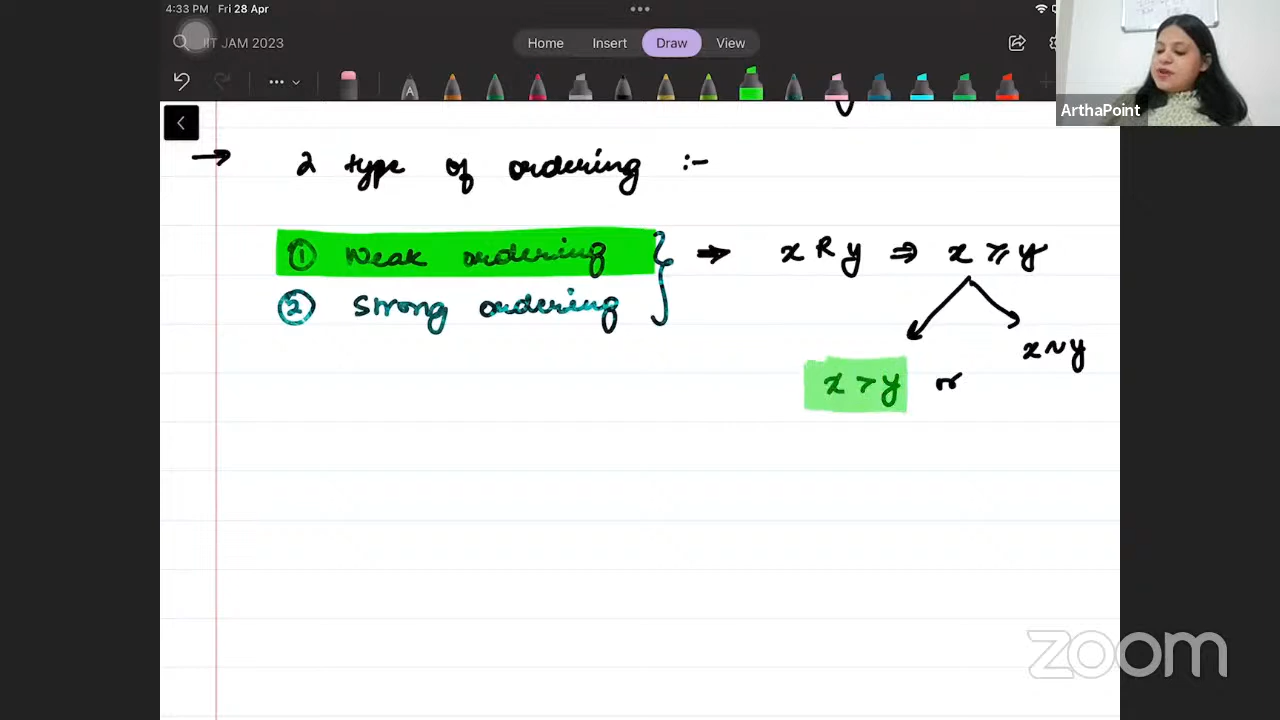 4:33 PM Fri 28 Apr
IIT JAM 2023
Home Insert Draw View
A
ArthaPoint
→ 2 type of ordering :-
① Weak ordering → x R y ⇒ x ≥ y
② Strong ordering
x ~ y
x > y or
zoom